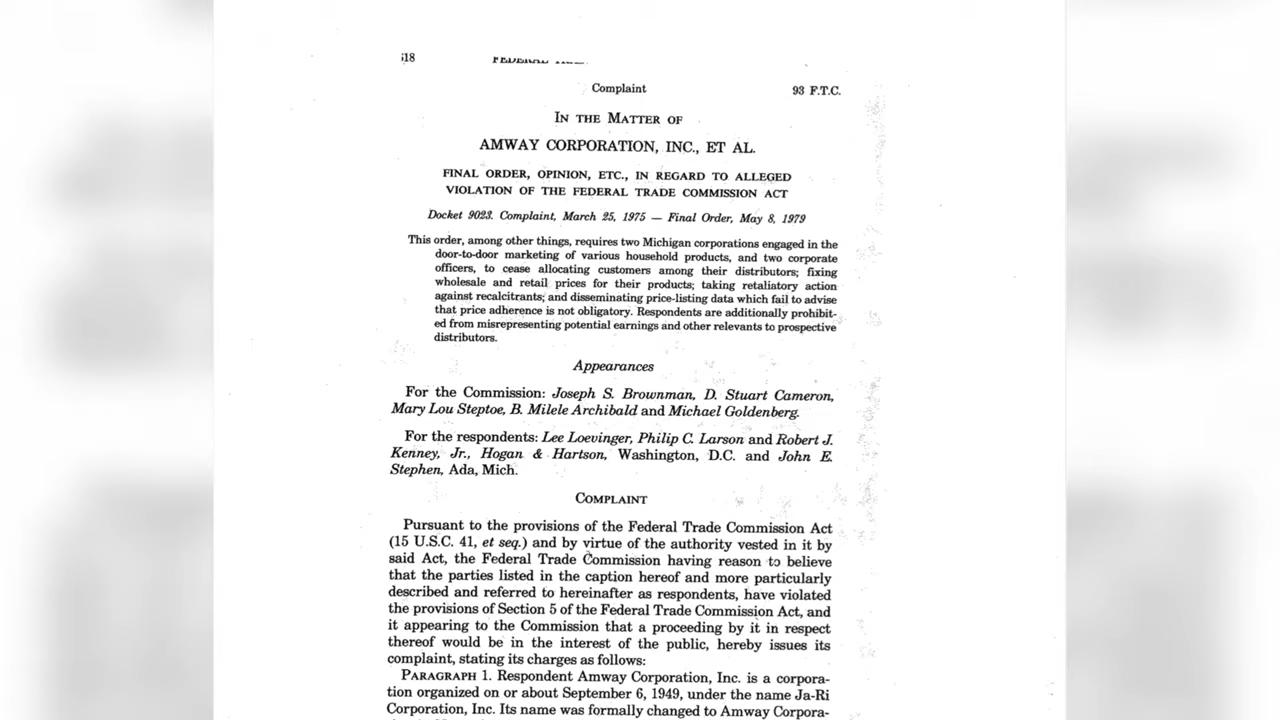 618
Complaint 93 F.T.C.
IN THE MATTER OF
AMWAY CORPORATION, INC., ET AL.
FINAL ORDER, OPINION, ETC., IN REGARD TO ALLEGED
VIOLATION OF THE FEDERAL TRADE COMMISSION ACT
Docket 9023. Complaint, March 25, 1975 — Final Order, May 8, 1979
This order, among other things, requires two Michigan corporations engaged in the
door-to-door marketing of various household products, and two corporate
officers, to cease allocating customers among their distributors; fixing
wholesale and retail prices for their products; taking retaliatory action
against recalcitrants; and disseminating price-listing data which fail to advise
that price adherence is not obligatory. Respondents are additionally prohibit-
ed from misrepresenting potential earnings and other relevants to prospective
distributors.
Appearances
For the Commission: Joseph S. Brownman, D. Stuart Cameron,
Mary Lou Steptoe, B. Milele Archibald and Michael Goldenberg.
For the respondents: Lee Loevinger, Philip C. Larson and Robert J.
Kenney, Jr., Hogan & Hartson, Washington, D.C. and John E.
Stephen, Ada, Mich.
COMPLAINT
Pursuant to the provisions of the Federal Trade Commission Act
(15 U.S.C. 41, et seq.) and by virtue of the authority vested in it by
said Act, the Federal Trade Commission having reason to believe
that the parties listed in the caption hereof and more particularly
described and referred to hereinafter as respondents, have violated
the provisions of Section 5 of the Federal Trade Commission Act, and
it appearing to the Commission that a proceeding by it in respect
thereof would be in the interest of the public, hereby issues its
complaint, stating its charges as follows:
PARAGRAPH 1. Respondent Amway Corporation, Inc. is a corpora-
tion organized on or about September 6, 1949, under the name Ja-Ri
Corporation, Inc. Its name was formally changed to Amway Corpora-